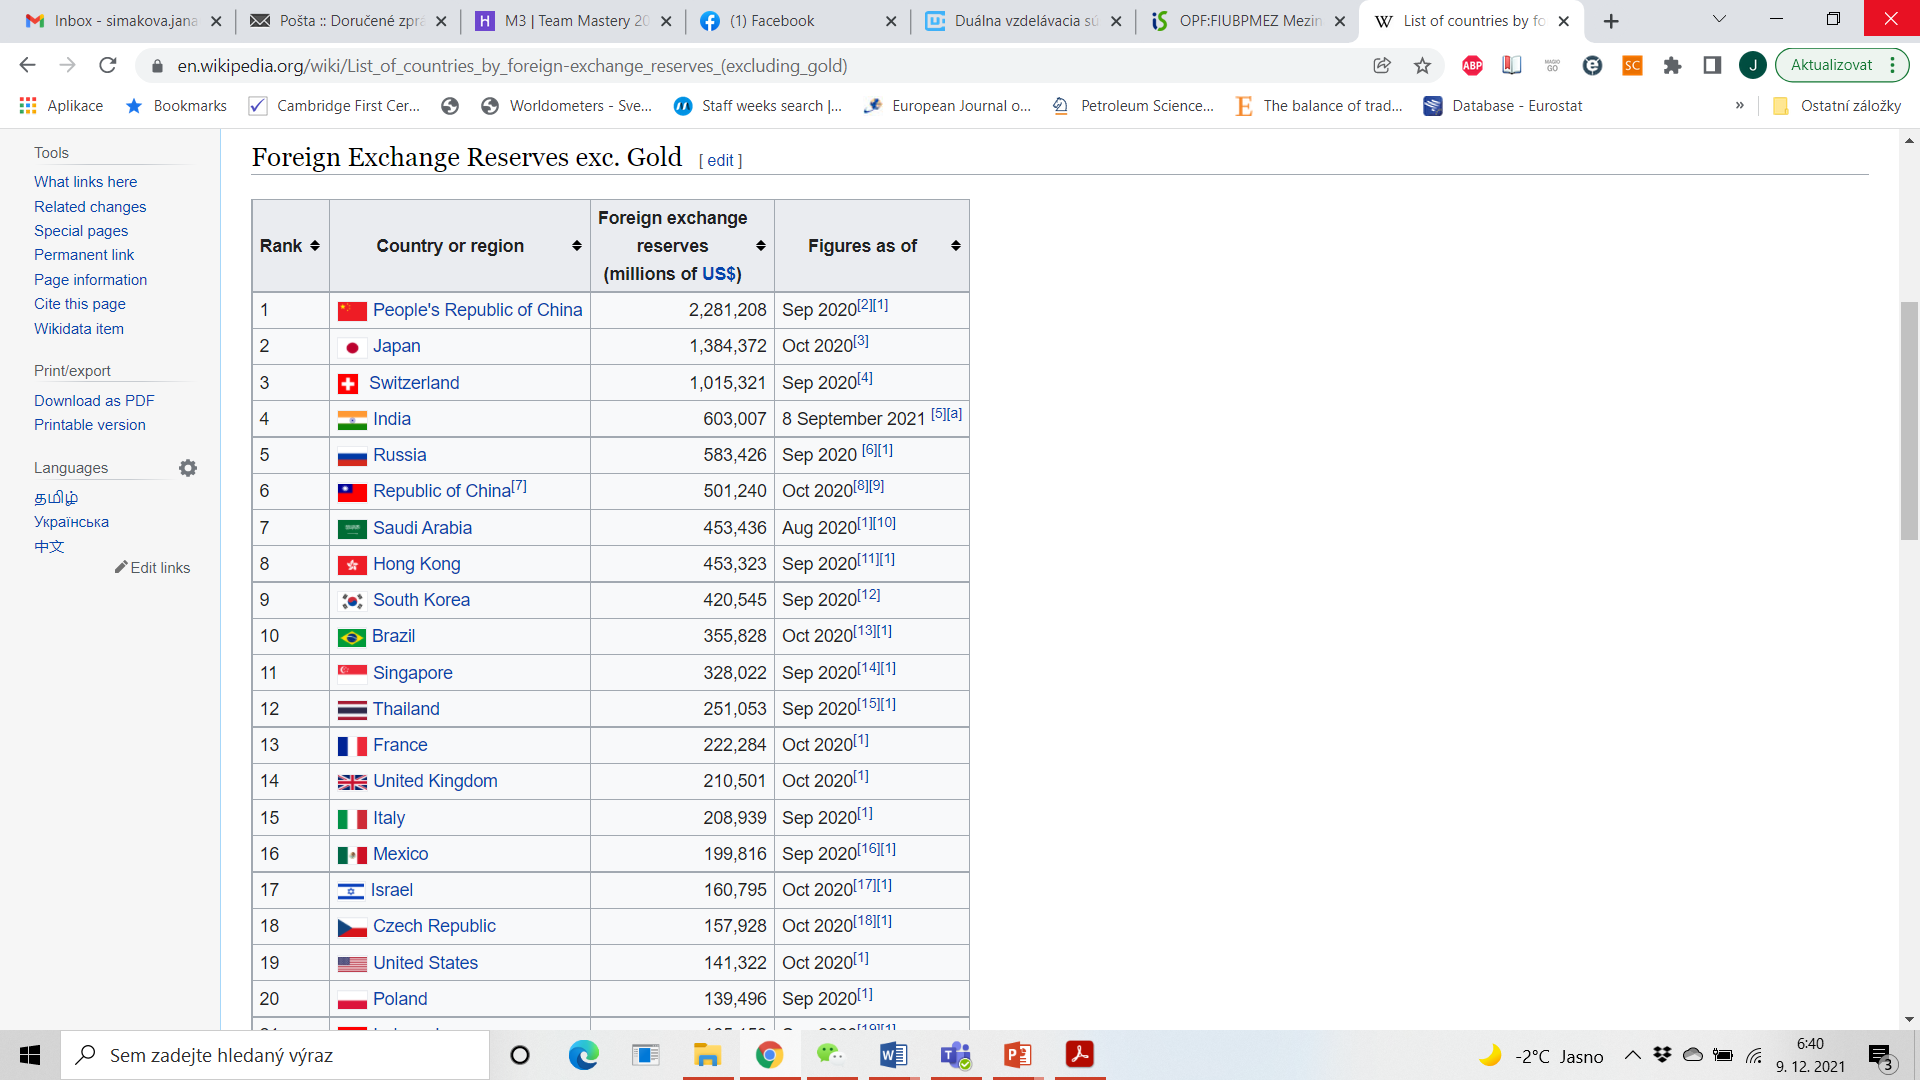 Inbox - simakova.jana
Pošta :: Doručené zprá
M3 | Team Mastery 20
(1) Facebook
Duálna vzdelávacia sú
OPF:FIUBPMEZ Mezin
List of countries by fo
en.wikipedia.org/wiki/List_of_countries_by_foreign-exchange_reserves_(excluding_gold)
ABP
MAGIC GO
SC
J
Aktualizovat
Aplikace
Bookmarks
Cambridge First Cer...
Worldometers - Sve...
Staff weeks search |...
European Journal o...
Petroleum Science...
The balance of trad...
Database - Eurostat
»
Ostatní záložky
Tools
What links here
Related changes
Special pages
Permanent link
Page information
Cite this page
Wikidata item
Print/export
Download as PDF
Printable version
Languages
தமிழ்
Українська
中文
Edit links
Foreign Exchange Reserves exc. Gold [ edit ]
Rank Country or region Foreign exchange reserves (millions of US$) Figures as of
1 People's Republic of China 2,281,208 Sep 2020[2][1]
2 Japan 1,384,372 Oct 2020[3]
3 Switzerland 1,015,321 Sep 2020[4]
4 India 603,007 8 September 2021 [5][a]
5 Russia 583,426 Sep 2020 [6][1]
6 Republic of China[7] 501,240 Oct 2020[8][9]
7 Saudi Arabia 453,436 Aug 2020[1][10]
8 Hong Kong 453,323 Sep 2020[11][1]
9 South Korea 420,545 Sep 2020[12]
10 Brazil 355,828 Oct 2020[13][1]
11 Singapore 328,022 Sep 2020[14][1]
12 Thailand 251,053 Sep 2020[15][1]
13 France 222,284 Oct 2020[1]
14 United Kingdom 210,501 Oct 2020[1]
15 Italy 208,939 Sep 2020[1]
16 Mexico 199,816 Sep 2020[16][1]
17 Israel 160,795 Oct 2020[17][1]
18 Czech Republic 157,928 Oct 2020[18][1]
19 United States 141,322 Oct 2020[1]
20 Poland 139,496 Sep 2020[1]
Sem zadejte hledaný výraz
-2°C Jasno
6:40
9. 12. 2021
3